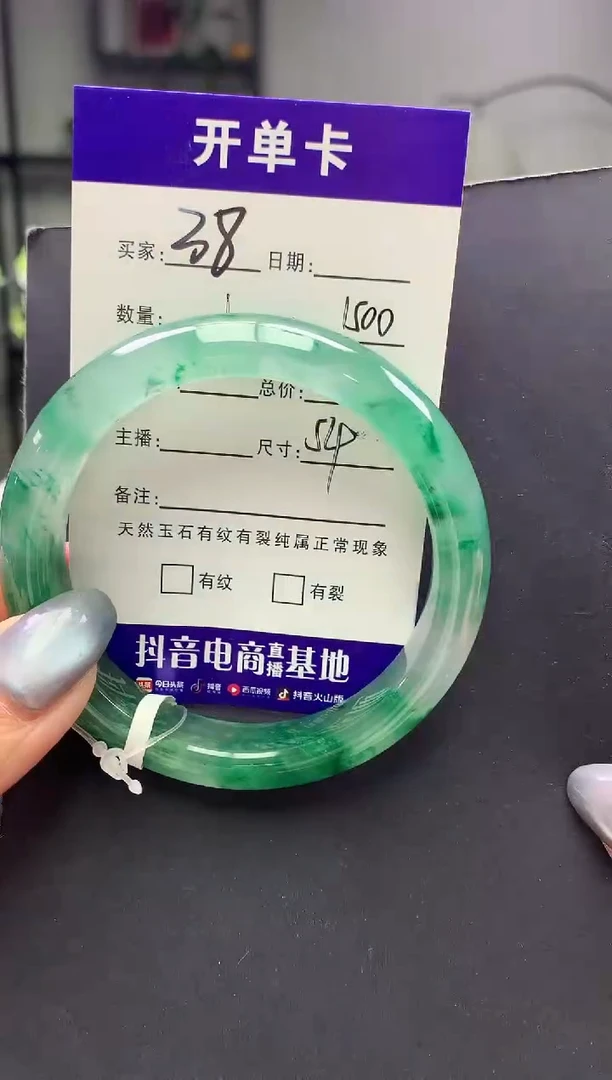 开单卡
买家: 38 日期:
数量: 1 1500
总价:
主播: 尺寸: 54
备注:
天然玉石有纹有裂纯属正常现象
有纹 有裂
抖音电商直播基地
今日头条 抖音 西瓜视频 抖音火山版